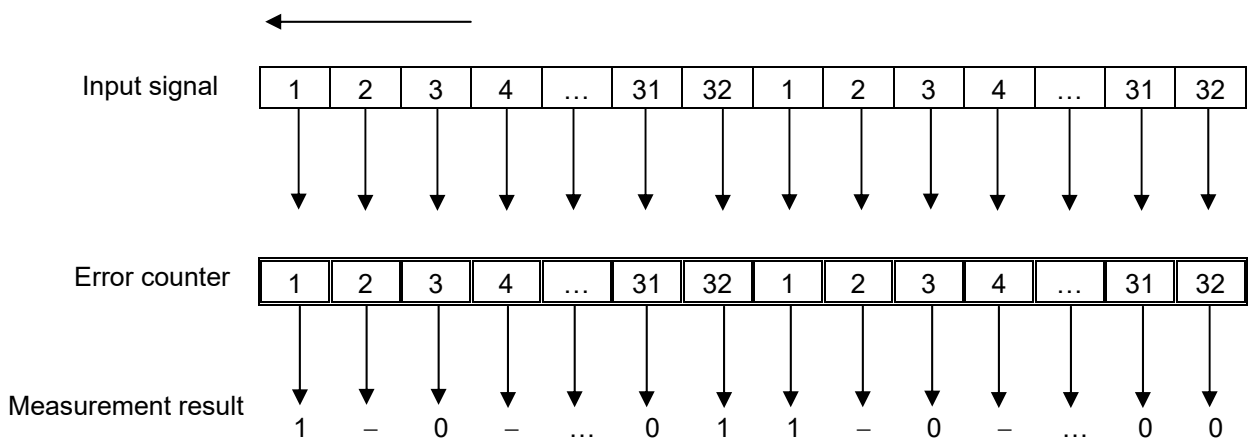 Input signal 1 2 3 4 … 31 32 1 2 3 4 … 31 32
Error counter 1 2 3 4 … 31 32 1 2 3 4 … 31 32
Measurement result 1 – 0 – … 0 1 1 – 0 – … 0 0